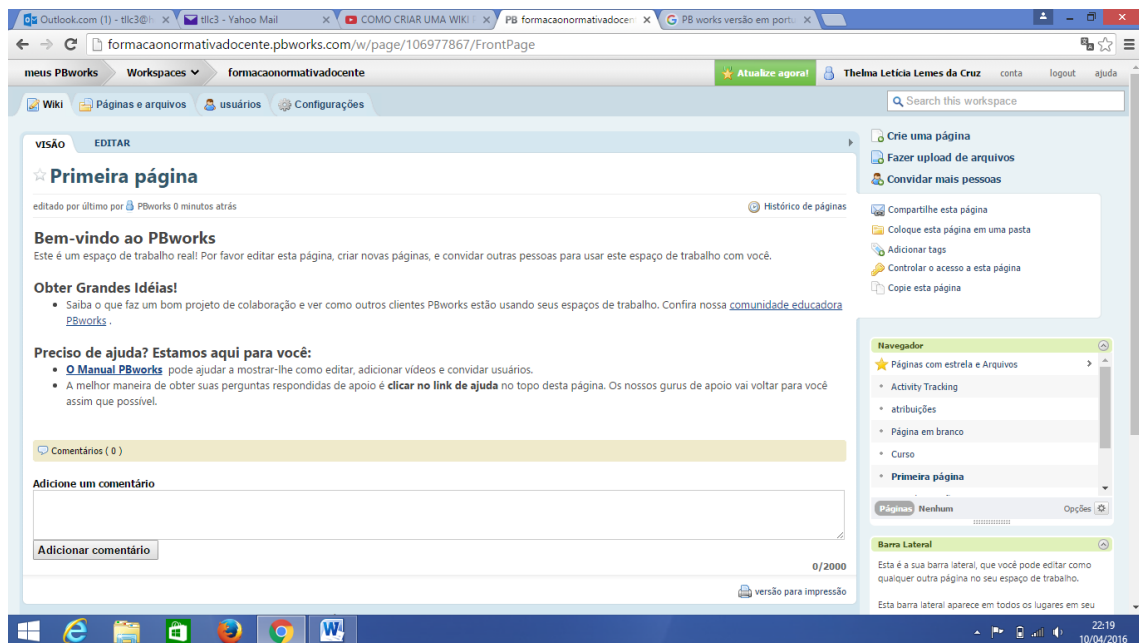 Outlook.com (1) - tllc3@h
tllc3 - Yahoo Mail
COMO CRIAR UMA WIKI
PB formacaonormativadocent
PB works versão em portu
formacaonormativadocente.pbworks.com/w/page/106977867/FrontPage
meus PBworks Workspaces formacaonormativadocente Atualize agora! Thelma Letícia Lemes da Cruz conta logout ajuda
Wiki Páginas e arquivos usuários Configurações Search this workspace
VISÃO EDITAR
Primeira página
editado por último por PBworks 0 minutos atrás Histórico de páginas
Bem-vindo ao PBworks
Este é um espaço de trabalho real! Por favor editar esta página, criar novas páginas, e convidar outras pessoas para usar este espaço de trabalho com você.
Obter Grandes Idéias!
• Saiba o que faz um bom projeto de colaboração e ver como outros clientes PBworks estão usando seus espaços de trabalho. Confira nossa comunidade educadora
PBworks .
Preciso de ajuda? Estamos aqui para você:
• O Manual PBworks pode ajudar a mostrar-lhe como editar, adicionar vídeos e convidar usuários.
• A melhor maneira de obter suas perguntas respondidas de apoio é clicar no link de ajuda no topo desta página. Os nossos gurus de apoio vai voltar para você
assim que possível.
Comentários ( 0 )
Adicione um comentário
Adicionar comentário
0/2000
versão para impressão
Crie uma página
Fazer upload de arquivos
Convidar mais pessoas
Compartilhe esta página
Coloque esta página em uma pasta
Adicionar tags
Controlar o acesso a esta página
Copie esta página
Navegador
Páginas com estrela e Arquivos
• Activity Tracking
• atribuições
• Página em branco
• Curso
• Primeira página
Páginas Nenhum Opções
Barra Lateral
Esta é a sua barra lateral, que você pode editar como
qualquer outra página no seu espaço de trabalho.
Esta barra lateral aparece em todos os lugares em seu
22:19
10/04/2016